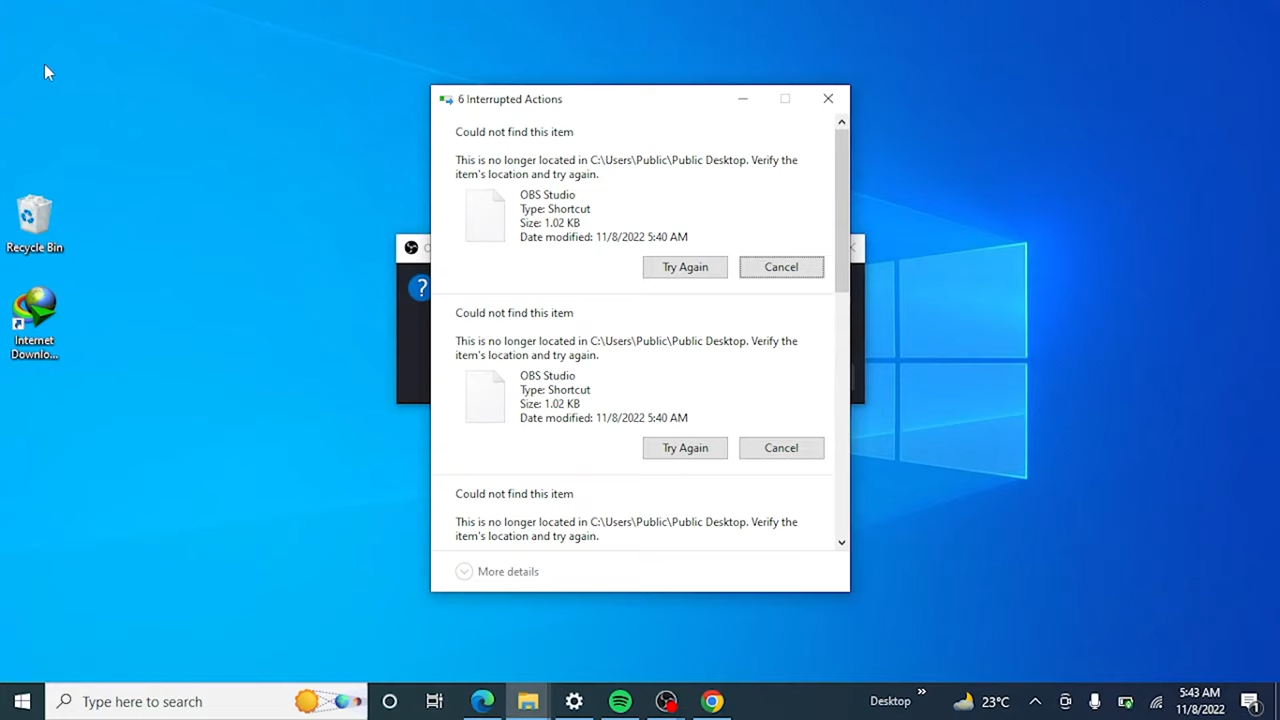 6 Interrupted Actions
Could not find this item
This is no longer located in C:\Users\Public\Public Desktop. Verify the
item's location and try again.
OBS Studio
Type: Shortcut
Size: 1.02 KB
Date modified: 11/8/2022 5:40 AM
Try Again
Cancel
Could not find this item
This is no longer located in C:\Users\Public\Public Desktop. Verify the
item's location and try again.
OBS Studio
Type: Shortcut
Size: 1.02 KB
Date modified: 11/8/2022 5:40 AM
Try Again
Cancel
Could not find this item
This is no longer located in C:\Users\Public\Public Desktop. Verify the
item's location and try again.
More details
Recycle Bin
Internet
Downlo...
Type here to search
Desktop
23°C
5:43 AM
11/8/2022
1